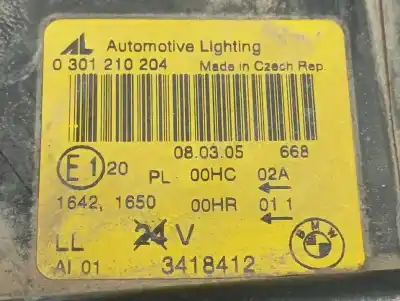 AL Automotive Lighting
0 301 210 204 Made in Czech Rep.
08.03.05 668
E1 20 PL 00HC 02A
1642, 1650 00HR 01 1
LL 24 V
AI 01 3418412
BMW